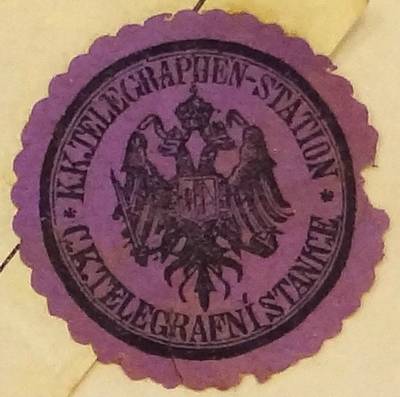 K.K. TELEGRAPHEN-STATION
* C.K. TELEGRAFNÍ STANICE *